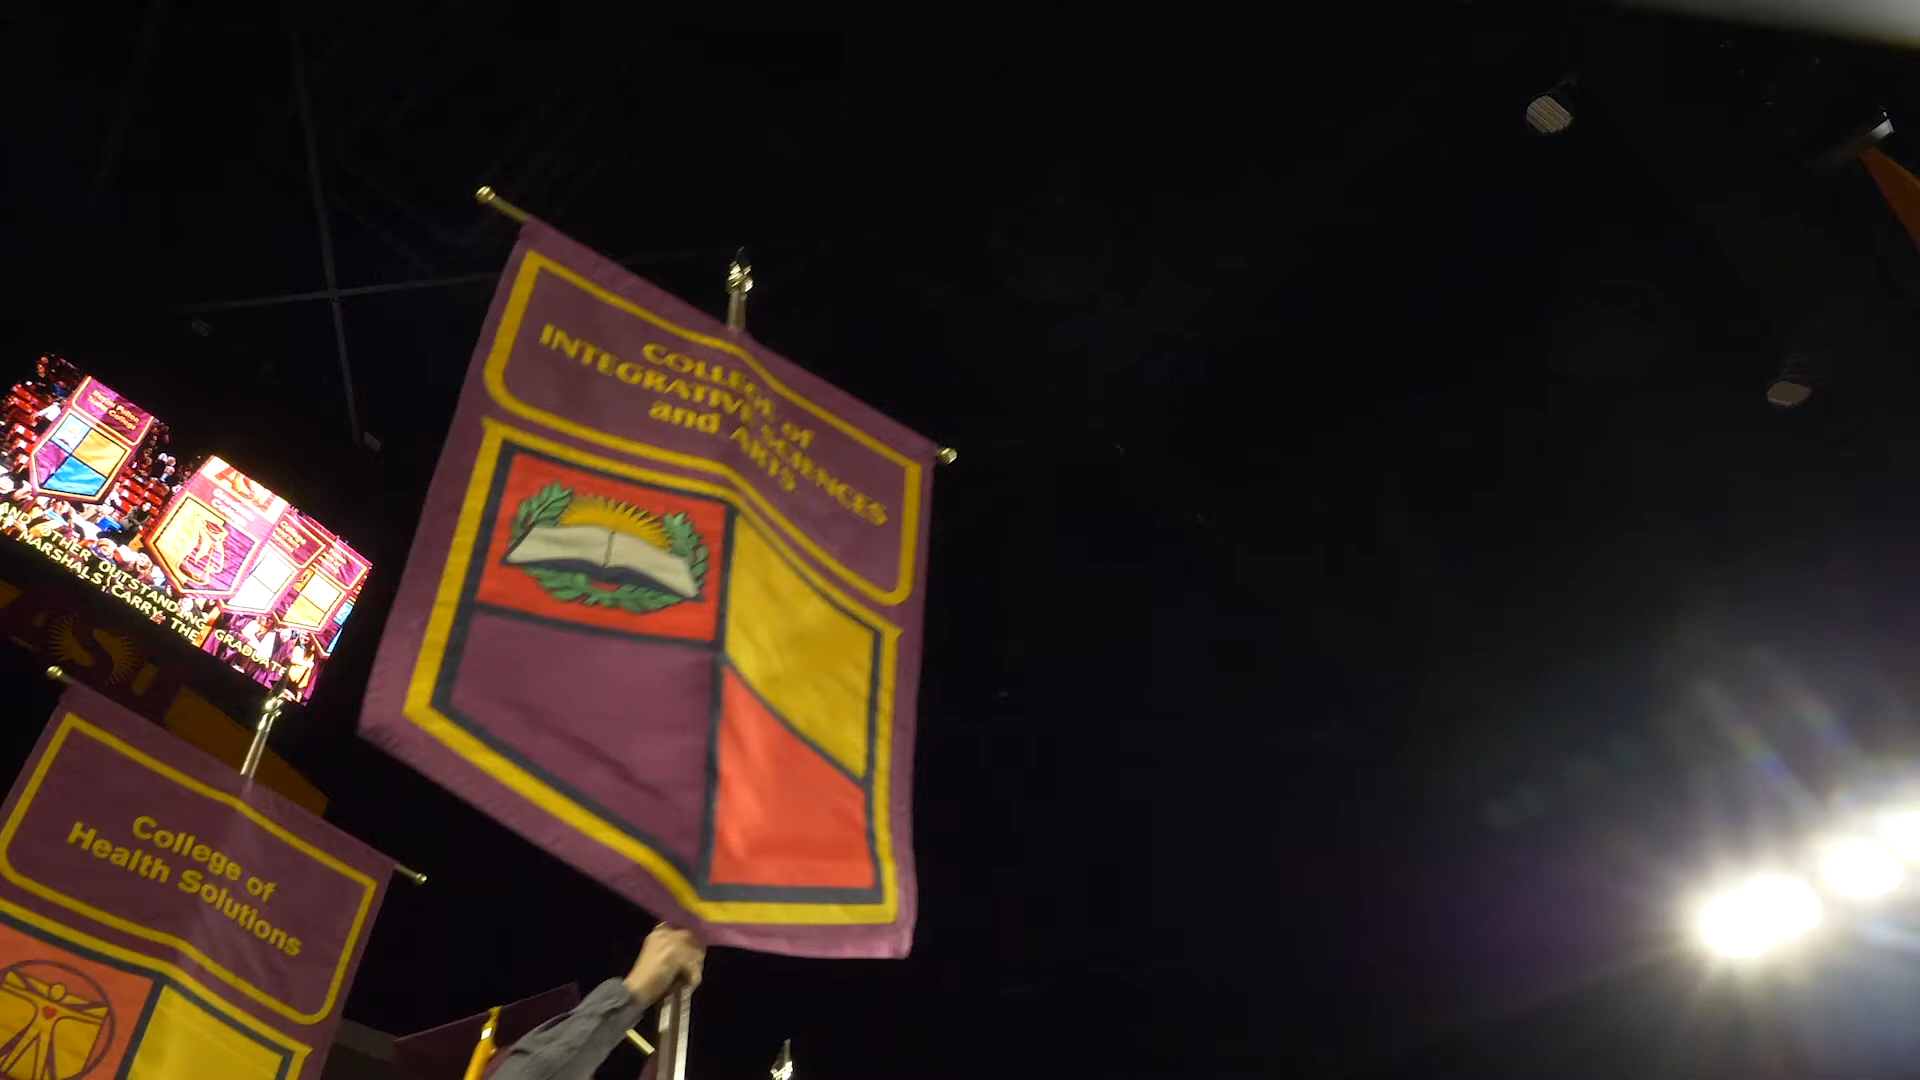 COLLEGE of
INTEGRATIVE SCIENCES
and ARTS
College of
Health Solutions
ASU
AND OTHER OUTSTANDING GRADUATE
MARSHALS CARRY THE